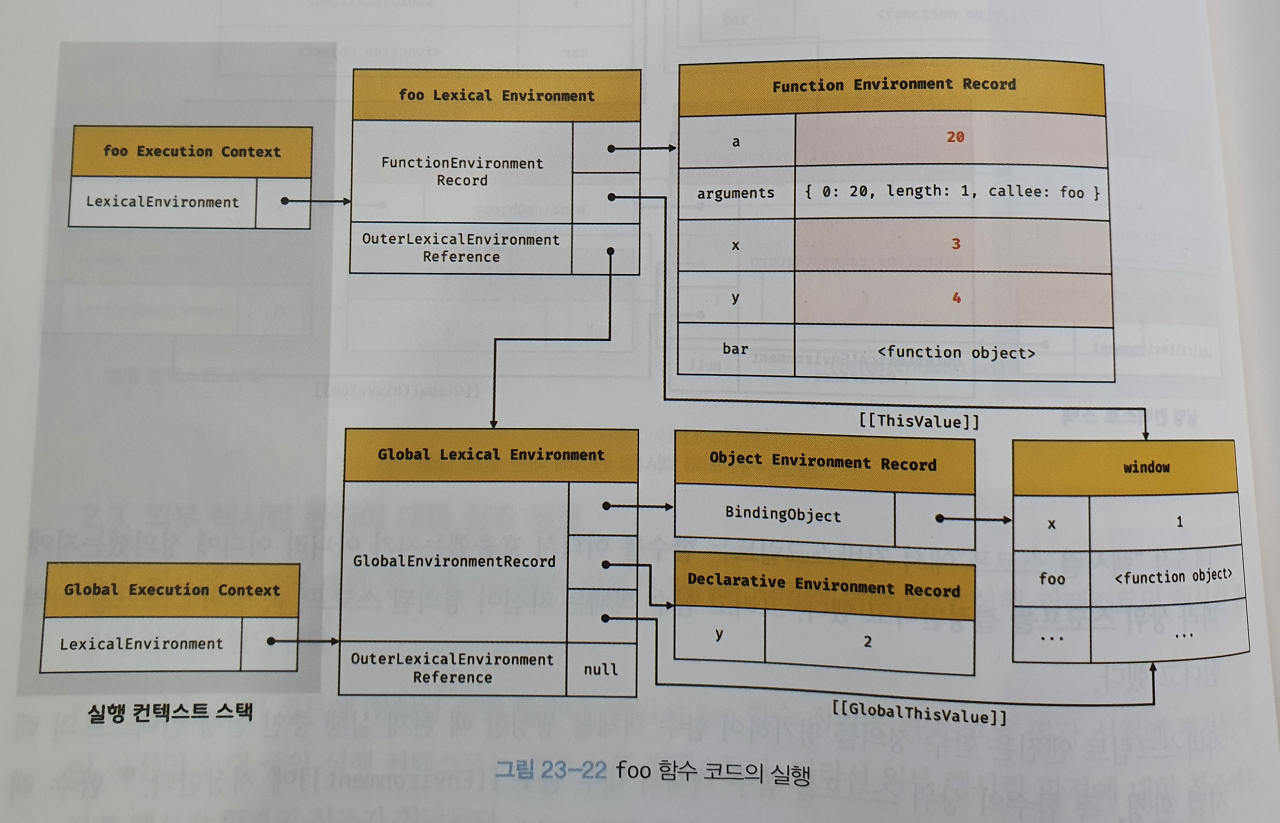 foo Execution Context
LexicalEnvironment
foo Lexical Environment
FunctionEnvironment
Record
OuterLexicalEnvironment
Reference
Function Environment Record
a 20
arguments { 0: 20, length: 1, callee: foo }
x 3
y 4
bar <function object>
[[ThisValue]]
Global Execution Context
LexicalEnvironment
Global Lexical Environment
GlobalEnvironmentRecord
OuterLexicalEnvironment
Reference
null
Object Environment Record
BindingObject
Declarative Environment Record
y 2
window
x 1
foo <function object>
... ...
[[GlobalThisValue]]
실행 컨텍스트 스택
그림 23-22 foo 함수 코드의 실행